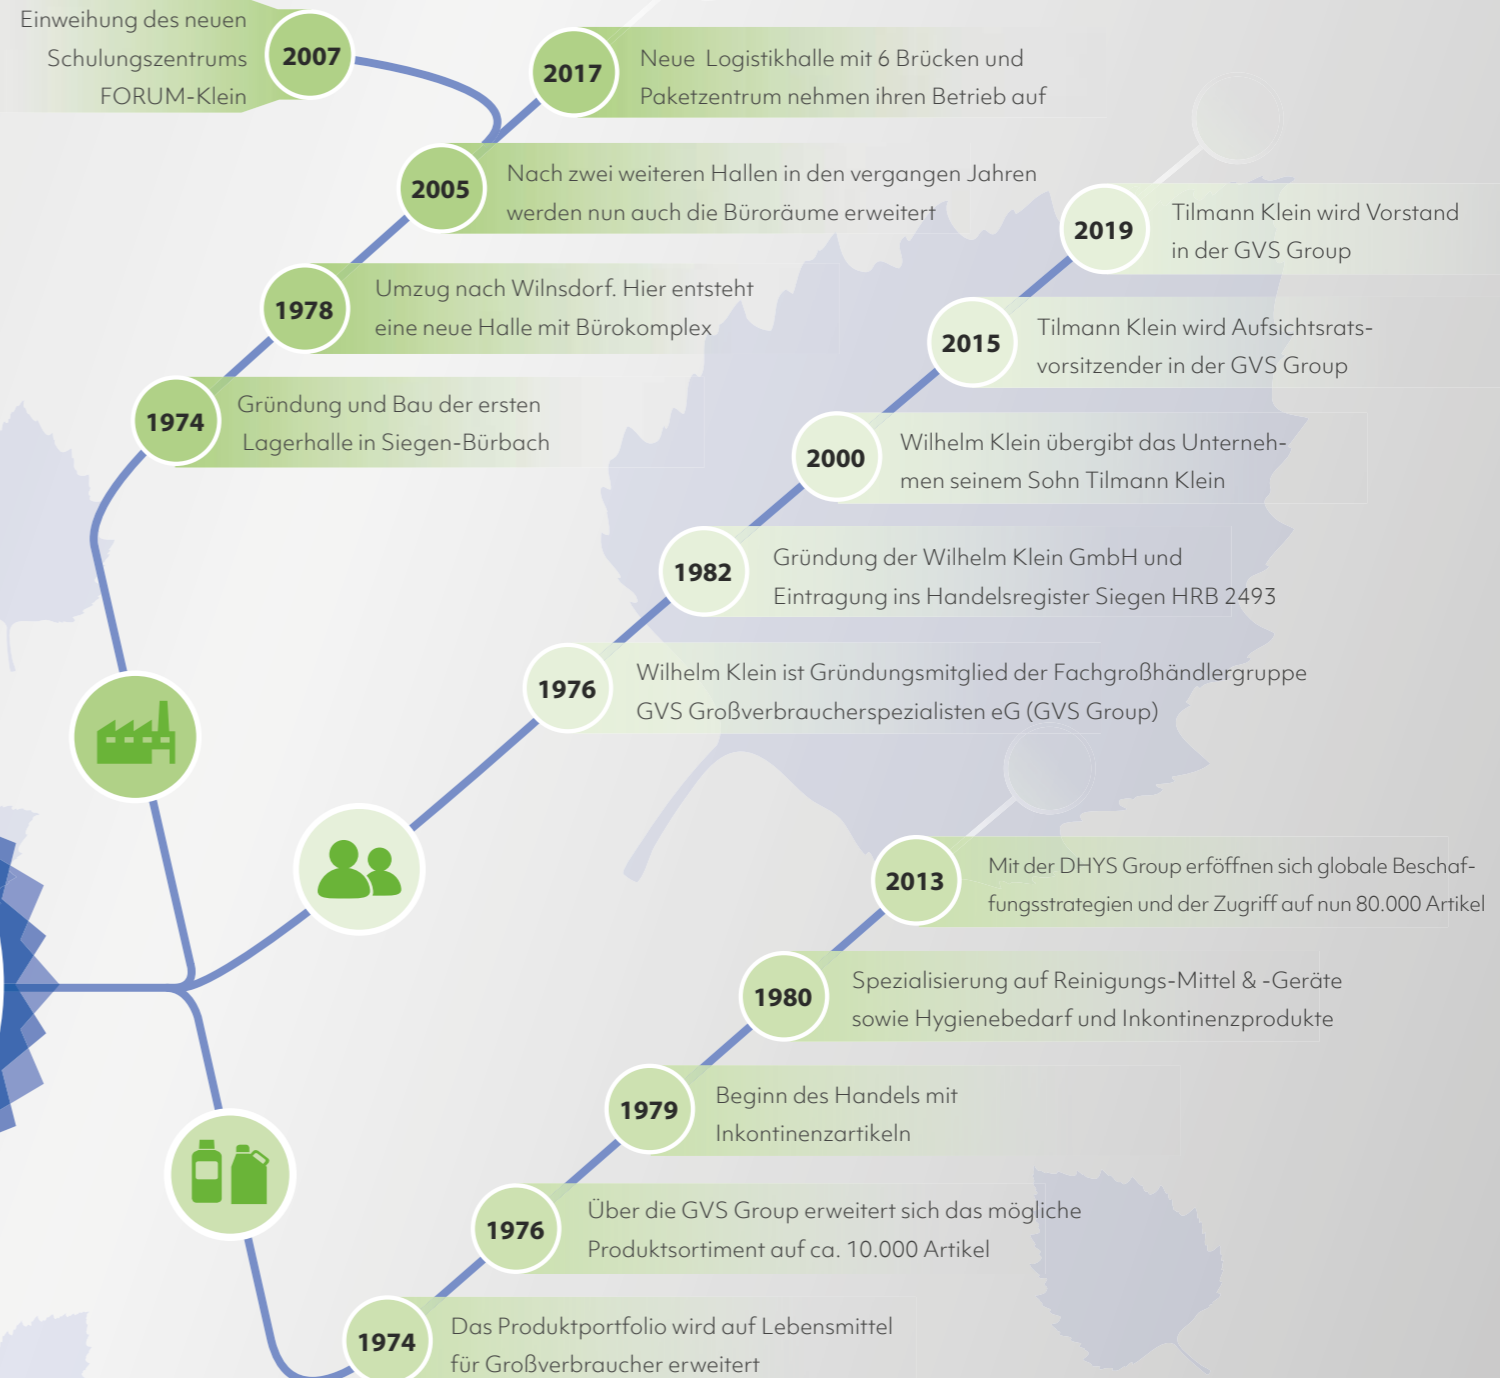 Einweihung des neuen
Schulungszentrums
FORUM-Klein
2007
2017
Neue Logistikhalle mit 6 Brücken und
Paketzentrum nehmen ihren Betrieb auf
2005
Nach zwei weiteren Hallen in den vergangen Jahren
werden nun auch die Büroräume erweitert
1978
Umzug nach Wilnsdorf. Hier entsteht
eine neue Halle mit Bürokomplex
1974
Gründung und Bau der ersten
Lagerhalle in Siegen-Bürbach
2019
Tilmann Klein wird Vorstand
in der GVS Group
2015
Tilmann Klein wird Aufsichtsrats-
vorsitzender in der GVS Group
2000
Wilhelm Klein übergibt das Unterneh-
men seinem Sohn Tilmann Klein
1982
Gründung der Wilhelm Klein GmbH und
Eintragung ins Handelsregister Siegen HRB 2493
1976
Wilhelm Klein ist Gründungsmitglied der Fachgroßhändlergruppe
GVS Großverbraucherspezialisten eG (GVS Group)
2013
Mit der DHYS Group erföffnen sich globale Beschaf-
fungsstrategien und der Zugriff auf nun 80.000 Artikel
1980
Spezialisierung auf Reinigungs-Mittel & -Geräte
sowie Hygienebedarf und Inkontinenzprodukte
1979
Beginn des Handels mit
Inkontinenzartikeln
1976
Über die GVS Group erweitert sich das mögliche
Produktsortiment auf ca. 10.000 Artikel
1974
Das Produktportfolio wird auf Lebensmittel
für Großverbraucher erweitert